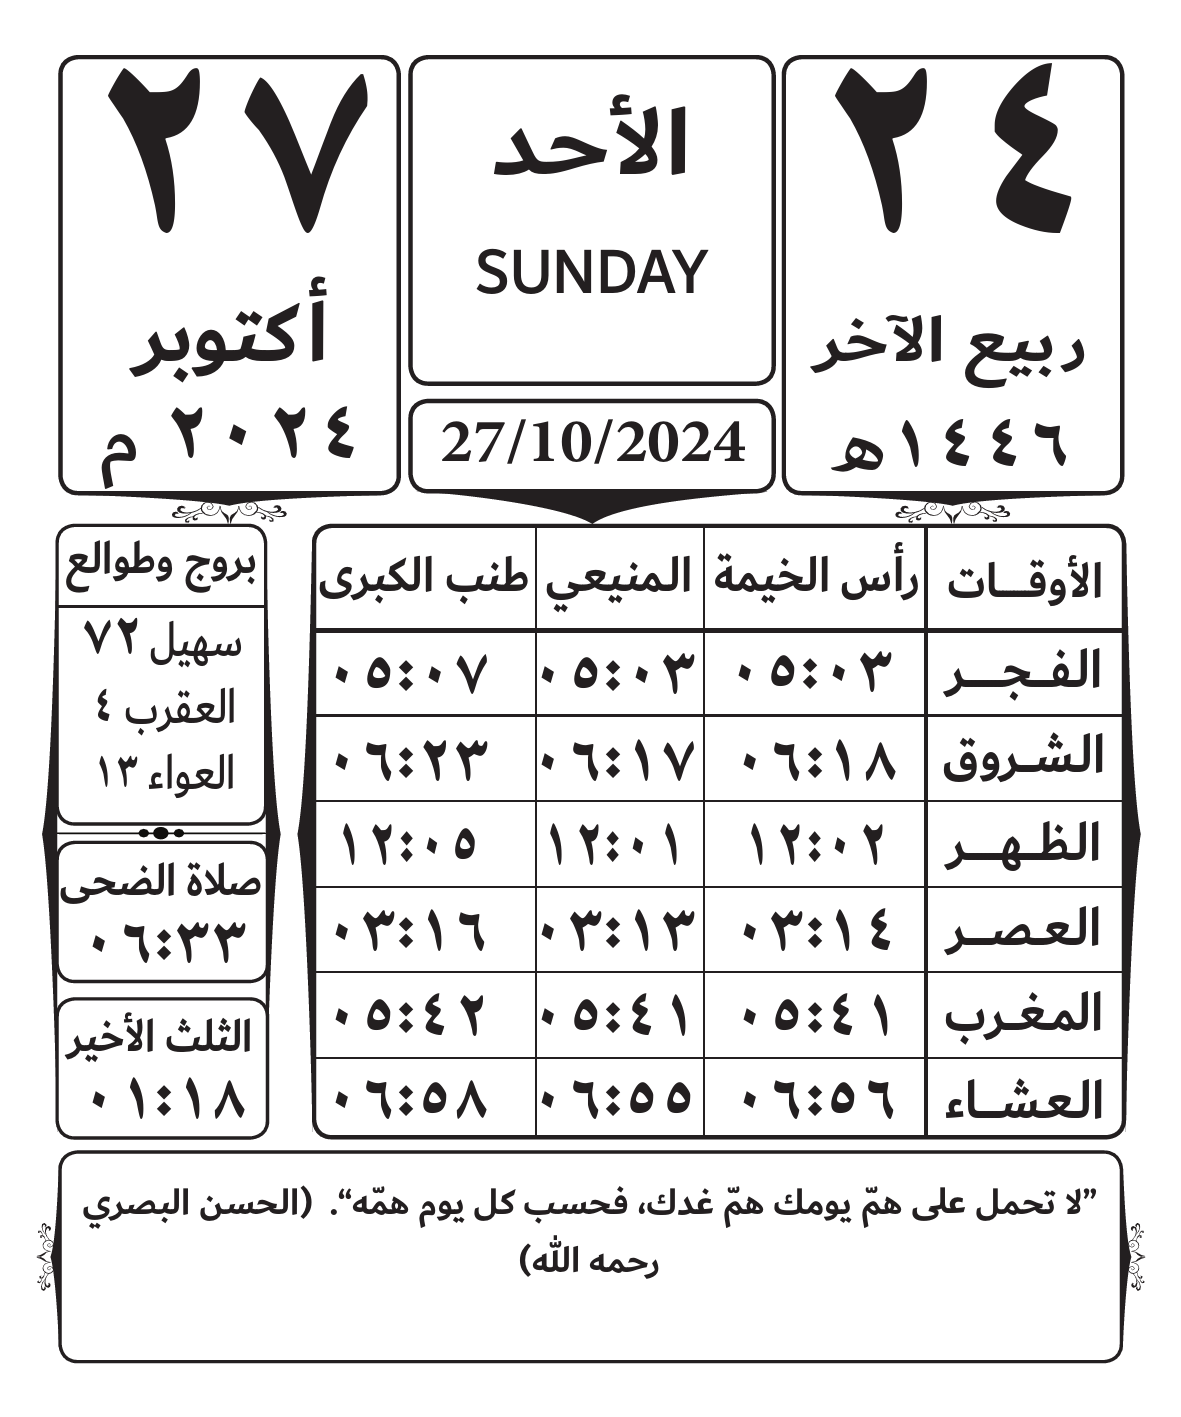 ٢٤
ربيع الآخر
١٤٤٦هـ
الأحد
SUNDAY
27/10/2024
٢٧
أكتوبر
٢٠٢٤ م
الأوقـــات رأس الخيمة المنيعي طنب الكبرى
الفـجــر ٠٥:٠٣ ٠٥:٠٣ ٠٥:٠٧
الشـروق ٠٦:١٨ ٠٦:١٧ ٠٦:٢٣
الظـهــر ١٢:٠٢ ١٢:٠١ ١٢:٠٥
العـصــر ٠٣:١٤ ٠٣:١٣ ٠٣:١٦
المغـرب ٠٥:٤١ ٠٥:٤١ ٠٥:٤٢
العـشــاء ٠٦:٥٦ ٠٦:٥٥ ٠٦:٥٨
بروج وطوالع
سهيل ٧٢
العقرب ٤
العواء ١٣
صلاة الضحى
٠٦:٣٣
الثلث الأخير
٠١:١٨
”لا تحمل على همّ يومك همّ غدك، فحسب كل يوم همّه“. (الحسن البصري
رحمه الله)